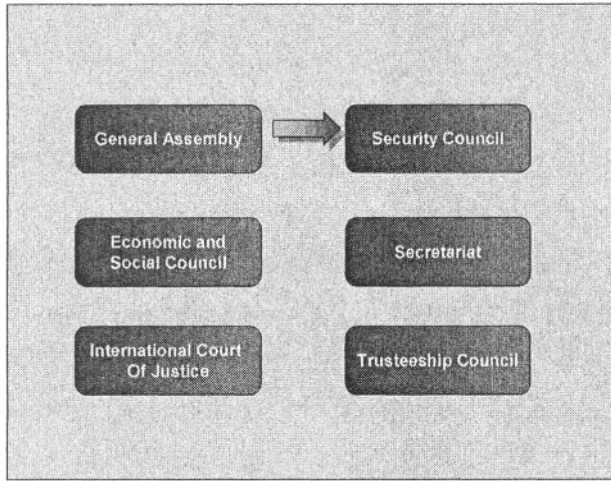 General Assembly
Security Council
Economic and
Social Council
Secretariat
International Court
Of Justice
Trusteeship Council